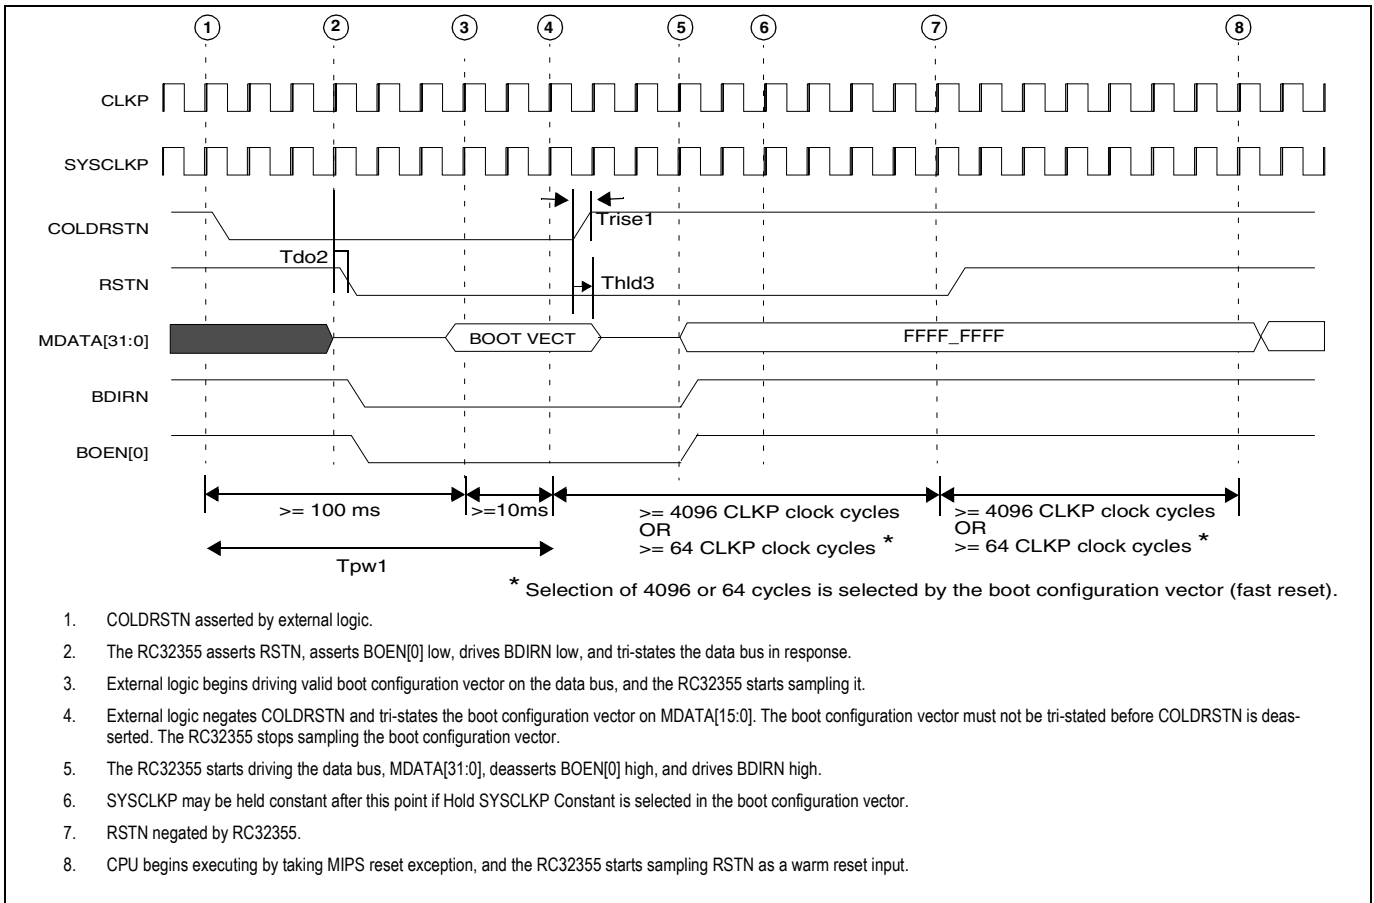 1 2 3 4 5 6 7 8
CLKP
SYSCLKP
COLDRSTN
Trise1
Tdo2
RSTN
Thld3
MDATA[31:0]
BOOT VECT
FFFF_FFFF
BDIRN
BOEN[0]
>= 100 ms
>=10ms
>= 4096 CLKP clock cycles
OR
>= 64 CLKP clock cycles *
>= 4096 CLKP clock cycles
OR
>= 64 CLKP clock cycles *
Tpw1
* Selection of 4096 or 64 cycles is selected by the boot configuration vector (fast reset).
1. COLDRSTN asserted by external logic.
2. The RC32355 asserts RSTN, asserts BOEN[0] low, drives BDIRN low, and tri-states the data bus in response.
3. External logic begins driving valid boot configuration vector on the data bus, and the RC32355 starts sampling it.
4. External logic negates COLDRSTN and tri-states the boot configuration vector on MDATA[15:0]. The boot configuration vector must not be tri-stated before COLDRSTN is deas-
serted. The RC32355 stops sampling the boot configuration vector.
5. The RC32355 starts driving the data bus, MDATA[31:0], deasserts BOEN[0] high, and drives BDIRN high.
6. SYSCLKP may be held constant after this point if Hold SYSCLKP Constant is selected in the boot configuration vector.
7. RSTN negated by RC32355.
8. CPU begins executing by taking MIPS reset exception, and the RC32355 starts sampling RSTN as a warm reset input.